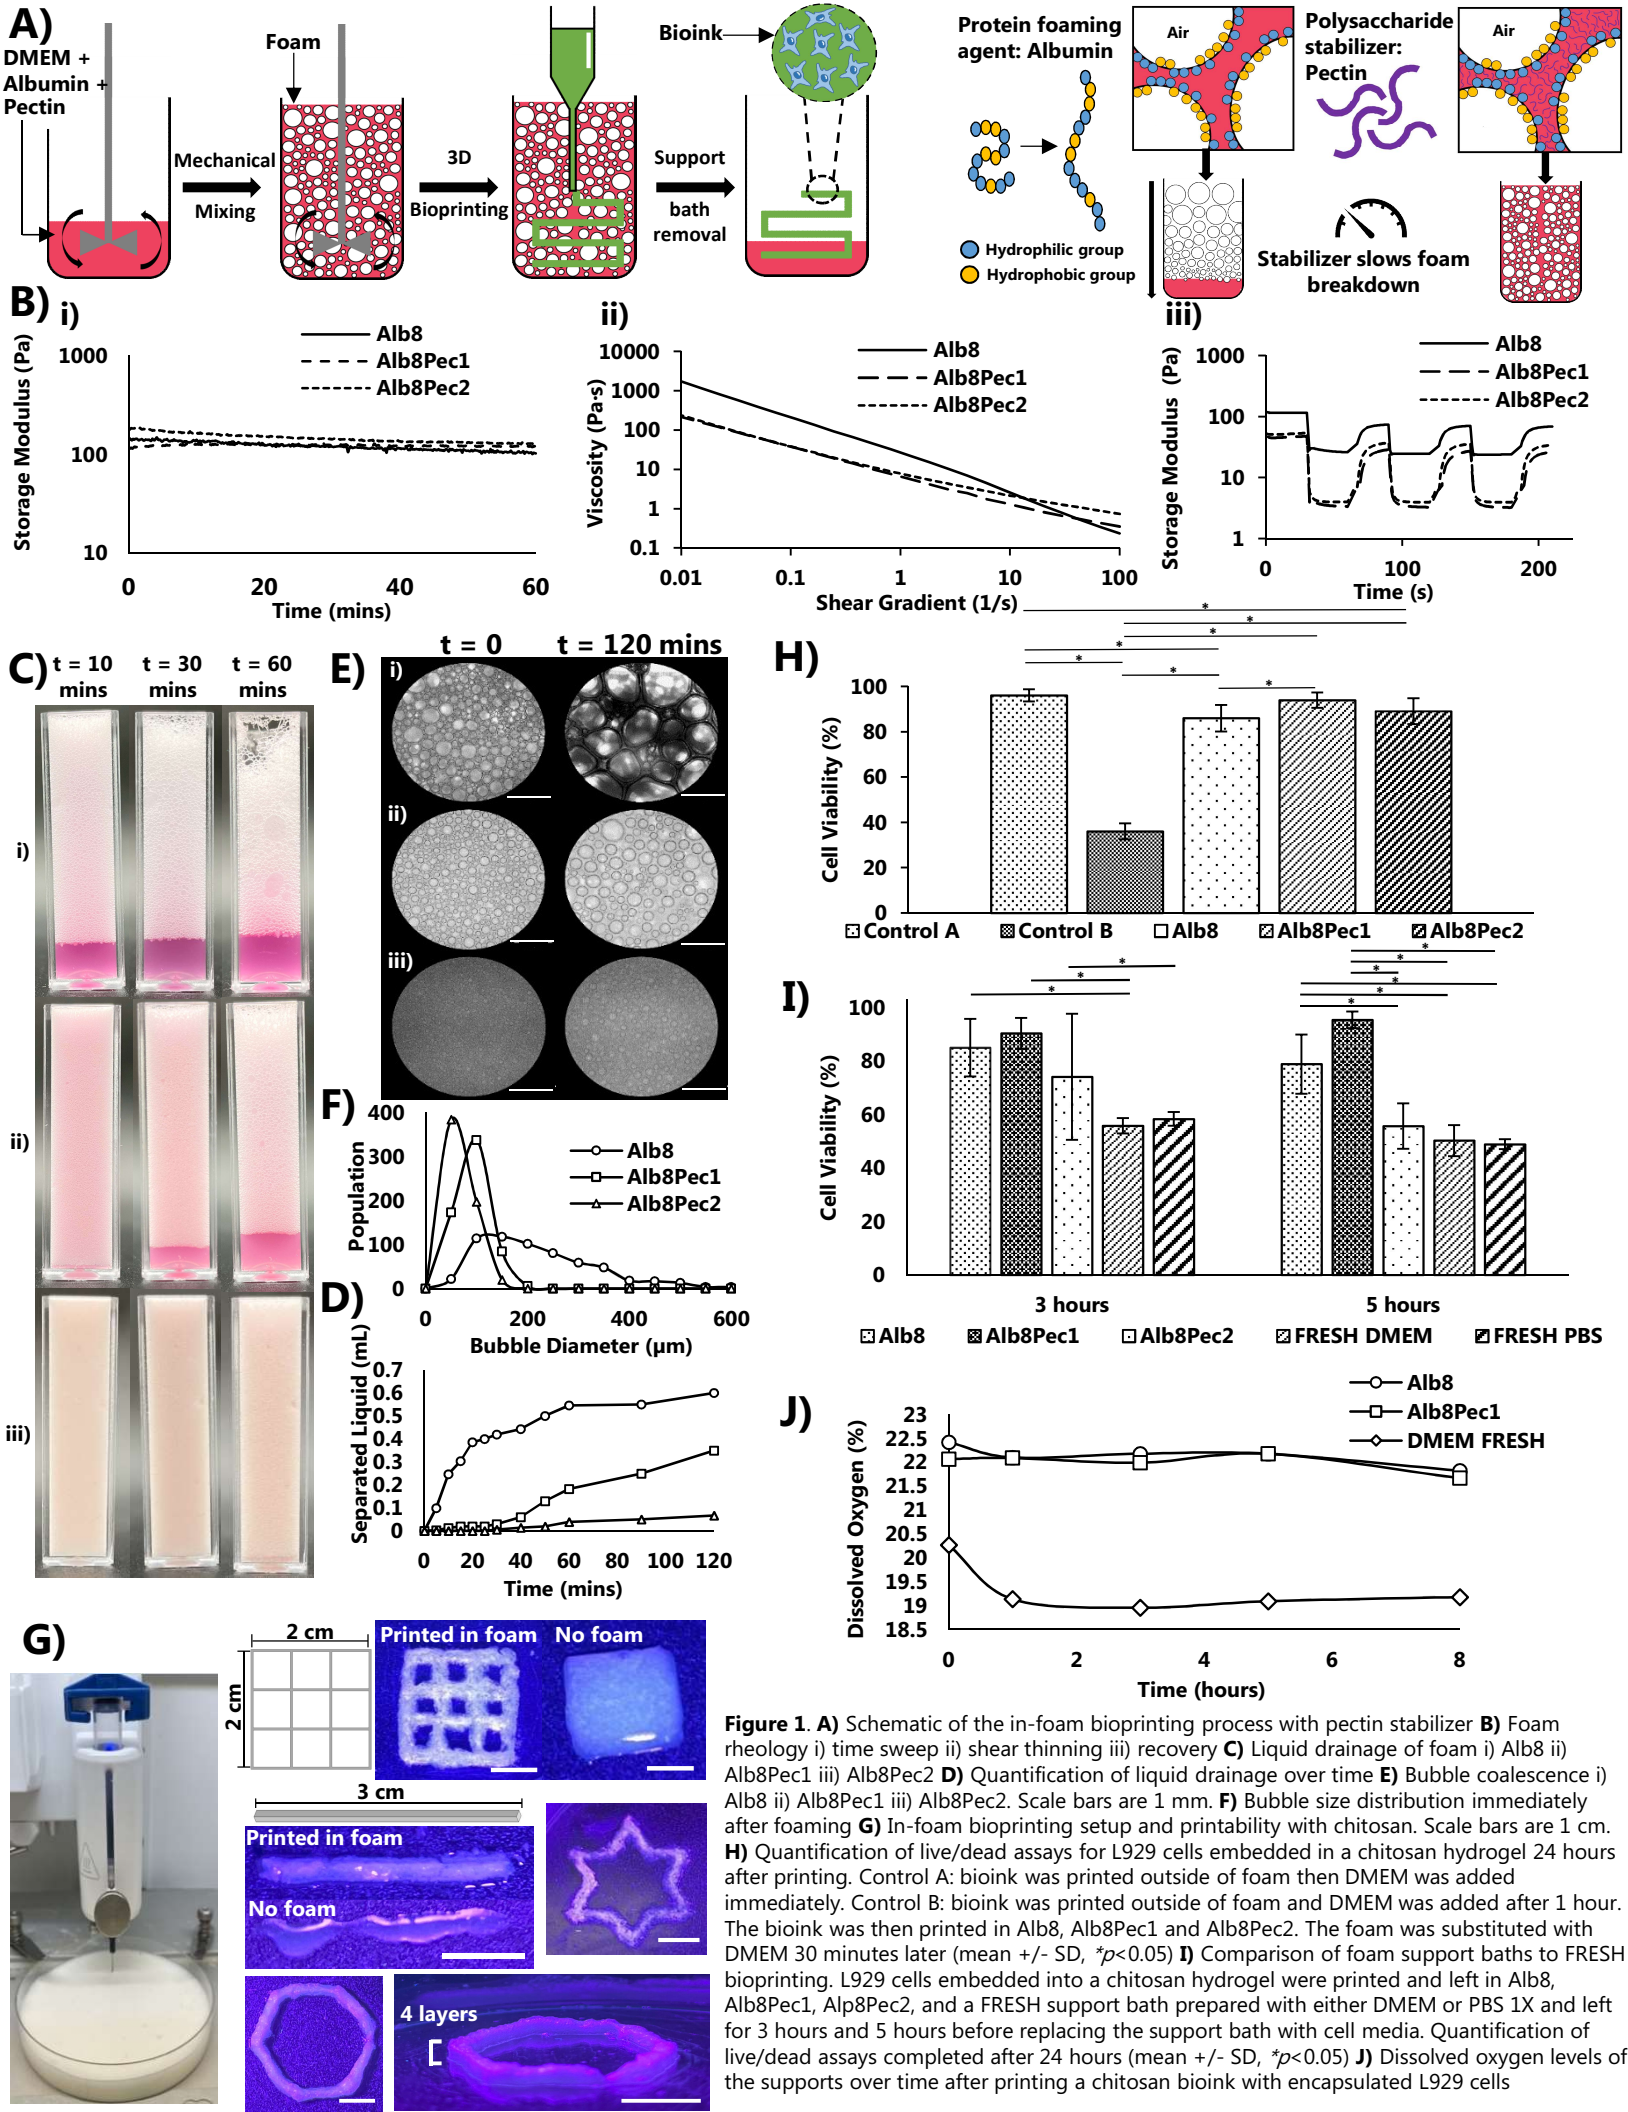 A)
DMEM +
Albumin +
Pectin
Foam
Mechanical
Mixing
3D
Bioprinting
Support
bath
removal
Bioink
Protein foaming
agent: Albumin
Hydrophilic group
Hydrophobic group
Air
Polysaccharide
stabilizer:
Pectin
Air
Stabilizer slows foam
breakdown
B)
i)
Alb8
Alb8Pec1
Alb8Pec2
Storage Modulus (Pa)
1000
100
10
0 20 40 60
Time (mins)
ii)
Alb8
Alb8Pec1
Alb8Pec2
Viscosity (Pa·s)
10000
1000
100
10
1
0.1
0.01 0.1 1 10 100
Shear Gradient (1/s)
iii)
Alb8
Alb8Pec1
Alb8Pec2
Storage Modulus (Pa)
1000
100
10
1
0 100 200
Time (s)
C)
t = 10
mins
t = 30
mins
t = 60
mins
i)
ii)
iii)
E)
t = 0
t = 120 mins
i)
ii)
iii)
F)
Population
400
300
200
100
0
Alb8
Alb8Pec1
Alb8Pec2
0 200 400 600
Bubble Diameter (µm)
D)
Separated Liquid (mL)
0.7
0.6
0.5
0.4
0.3
0.2
0.1
0
0 20 40 60 80 100 120
Time (mins)
G)
2 cm
2 cm
Printed in foam
No foam
3 cm
Printed in foam
No foam
4 layers
H)
* * * * * * * *
Cell Viability (%)
100
80
60
40
20
0
Control A Control B Alb8 Alb8Pec1 Alb8Pec2
I)
* * * * * * * * *
Cell Viability (%)
100
80
60
40
20
0
3 hours 5 hours
Alb8 Alb8Pec1 Alb8Pec2 FRESH DMEM FRESH PBS
J)
Alb8
Alb8Pec1
DMEM FRESH
Dissolved Oxygen (%)
23
22.5
22
21.5
21
20.5
20
19.5
19
18.5
0 2 4 6 8
Time (hours)
Figure 1. A) Schematic of the in-foam bioprinting process with pectin stabilizer B) Foam
rheology i) time sweep ii) shear thinning iii) recovery C) Liquid drainage of foam i) Alb8 ii)
Alb8Pec1 iii) Alb8Pec2 D) Quantification of liquid drainage over time E) Bubble coalescence i)
Alb8 ii) Alb8Pec1 iii) Alb8Pec2. Scale bars are 1 mm. F) Bubble size distribution immediately
after foaming G) In-foam bioprinting setup and printability with chitosan. Scale bars are 1 cm.
H) Quantification of live/dead assays for L929 cells embedded in a chitosan hydrogel 24 hours
after printing. Control A: bioink was printed outside of foam then DMEM was added
immediately. Control B: bioink was printed outside of foam and DMEM was added after 1 hour.
The bioink was then printed in Alb8, Alb8Pec1 and Alb8Pec2. The foam was substituted with
DMEM 30 minutes later (mean +/- SD, *p<0.05) I) Comparison of foam support baths to FRESH
bioprinting. L929 cells embedded into a chitosan hydrogel were printed and left in Alb8,
Alb8Pec1, Alp8Pec2, and a FRESH support bath prepared with either DMEM or PBS 1X and left
for 3 hours and 5 hours before replacing the support bath with cell media. Quantification of
live/dead assays completed after 24 hours (mean +/- SD, *p<0.05) J) Dissolved oxygen levels of
the supports over time after printing a chitosan bioink with encapsulated L929 cells